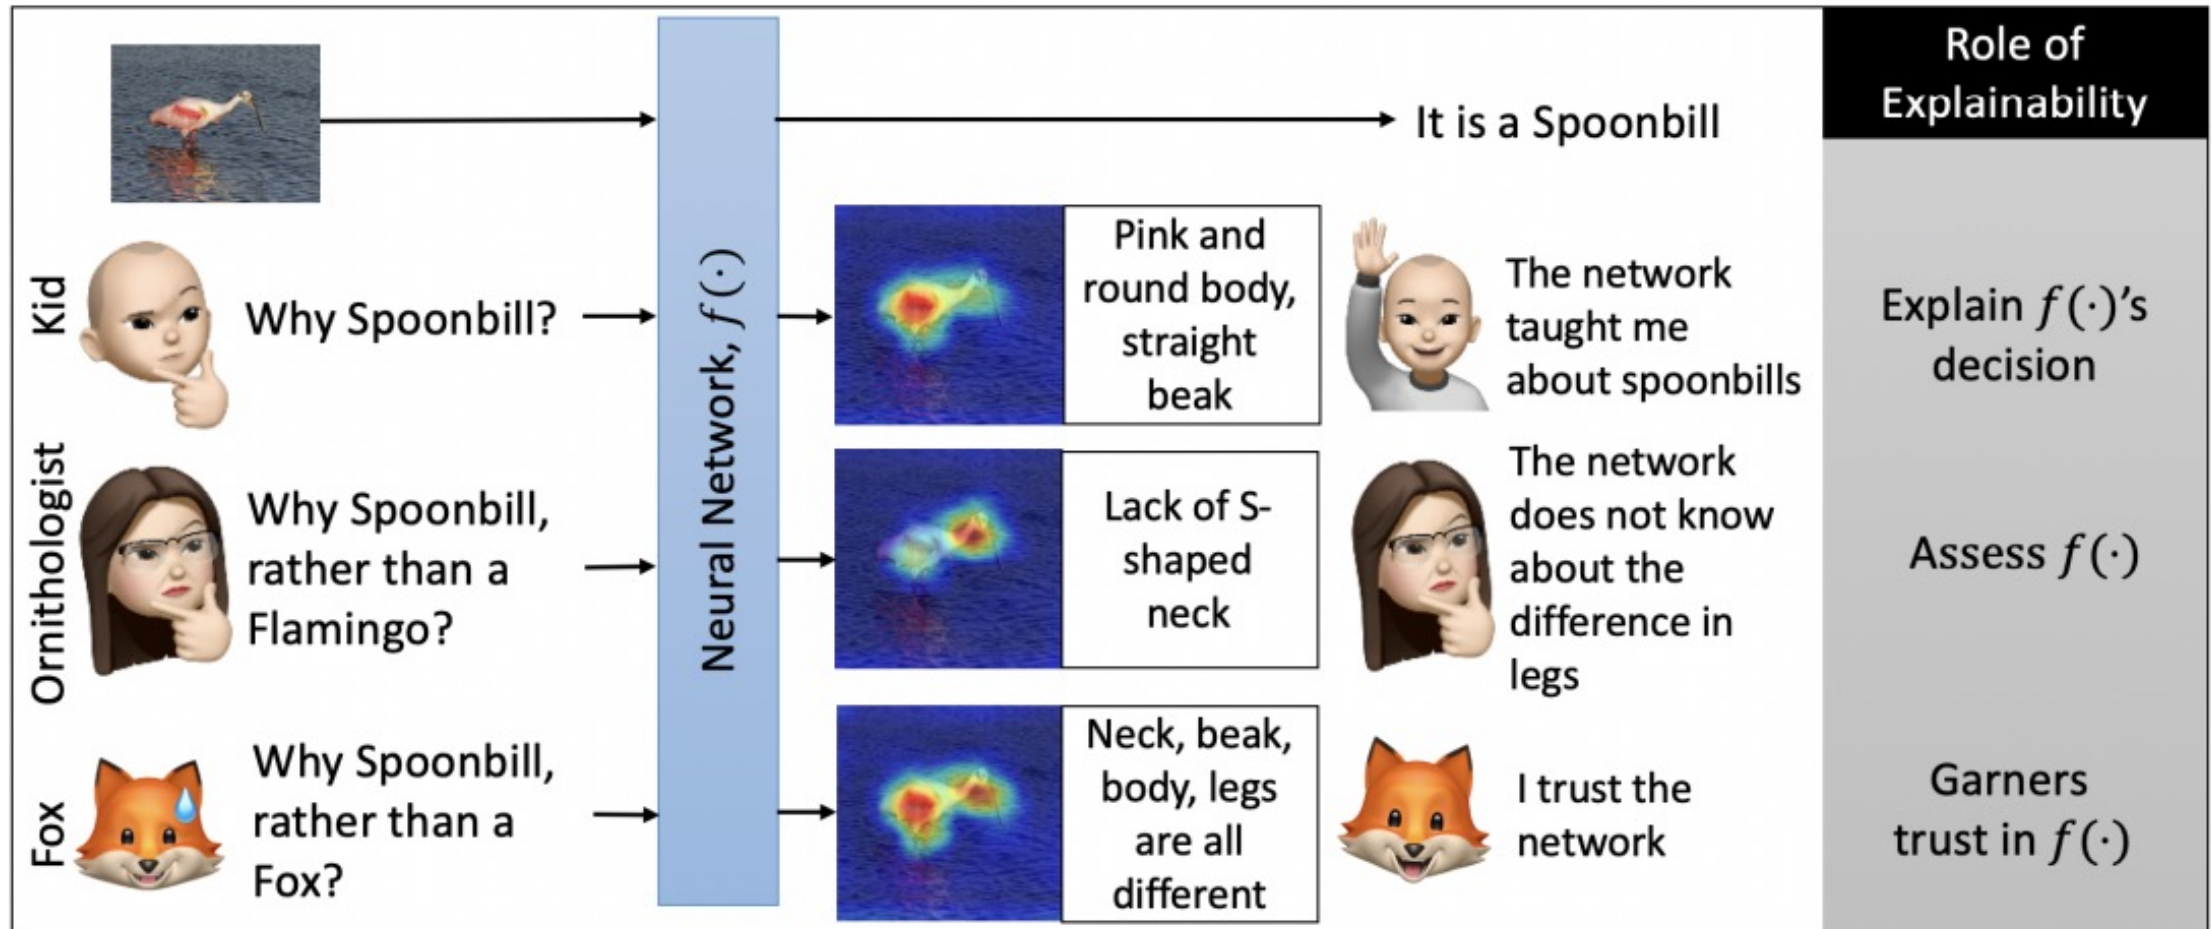 Role of
Explainability
It is a Spoonbill
Neural Network, f(·)
Kid
Why Spoonbill?
Pink and
round body,
straight
beak
The network
taught me
about spoonbills
Explain f(·)’s
decision
Ornithologist
Why Spoonbill,
rather than a
Flamingo?
Lack of S-
shaped
neck
The network
does not know
about the
difference in
legs
Assess f(·)
Fox
Why Spoonbill,
rather than a
Fox?
Neck, beak,
body, legs
are all
different
I trust the
network
Garners
trust in f(·)